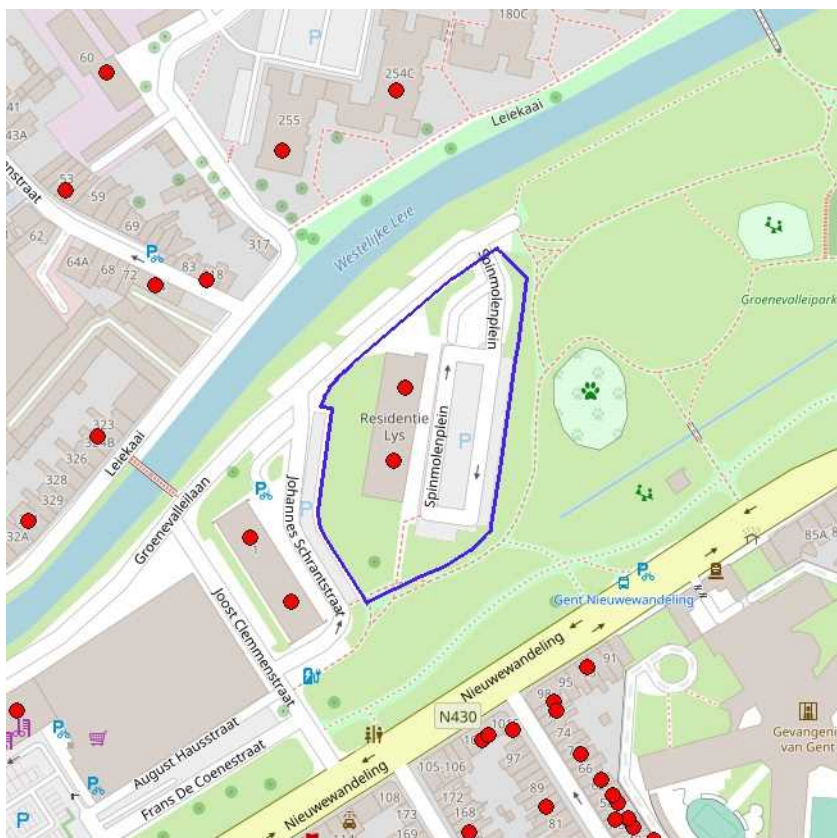 180C
60
P
254C
41
43A
255
Leiekaai
53
59
69
62
317
Westelijke Leie
64A
68
72
P
83
Spinmolenplein
Groenevalleipark
Residentie
Lys
Spinmolenplein
P
323
326
328
329
32A
Leiekaai
Groenevalleilaan
P
P
1
Johannes Schrantstraat
Joost Clemmenstraat
85A
P
Gent Nieuwewandeling
91
95
98
Nieuwewandeling
N430
74
66
97
August Hausstraat
Frans De Coenestraat
Nieuwewandeling
105-106
172
168
89
81
108
173
169
P
P
P
Gevangeni
van Gent